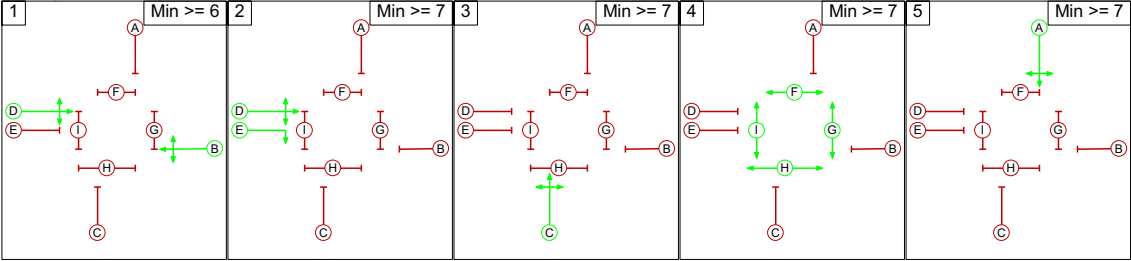 1 Min >= 6 2 Min >= 7 3 Min >= 7 4 Min >= 7 5 Min >= 7
A A A A A
F F F F F
D D D D D
E I G E I G E I G E I G E I G
B B B B B
H H H H H
C C C C C